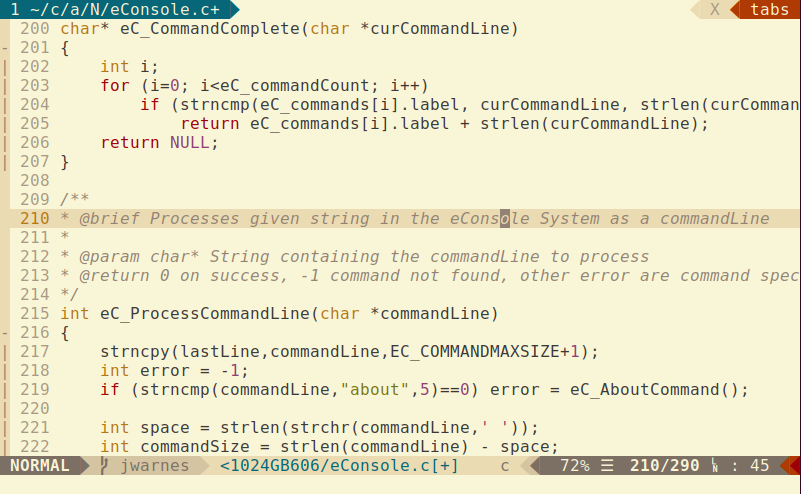 1 ~/c/a/N/eConsole.c+ X tabs
200 char* eC_CommandComplete(char *curCommandLine)
201 {
202     int i;
203     for (i=0; i<eC_commandCount; i++)
204         if (strncmp(eC_commands[i].label, curCommandLine, strlen(curComman
205             return eC_commands[i].label + strlen(curCommandLine);
206     return NULL;
207 }
208
209 /**
210 * @brief Processes given string in the eConsole System as a commandLine
211 *
212 * @param char* String containing the commandLine to process
213 * @return 0 on success, -1 command not found, other error are command spec
214 */
215 int eC_ProcessCommandLine(char *commandLine)
216 {
217     strncpy(lastLine,commandLine,EC_COMMANDMAXSIZE+1);
218     int error = -1;
219     if (strncmp(commandLine,"about",5)==0) error = eC_AboutCommand();
220
221     int space = strlen(strchr(commandLine,' '));
222     int commandSize = strlen(commandLine) - space;
NORMAL jwarnes <1024GB606/eConsole.c[+] c 72% ☰ 210/290 ␤ : 45